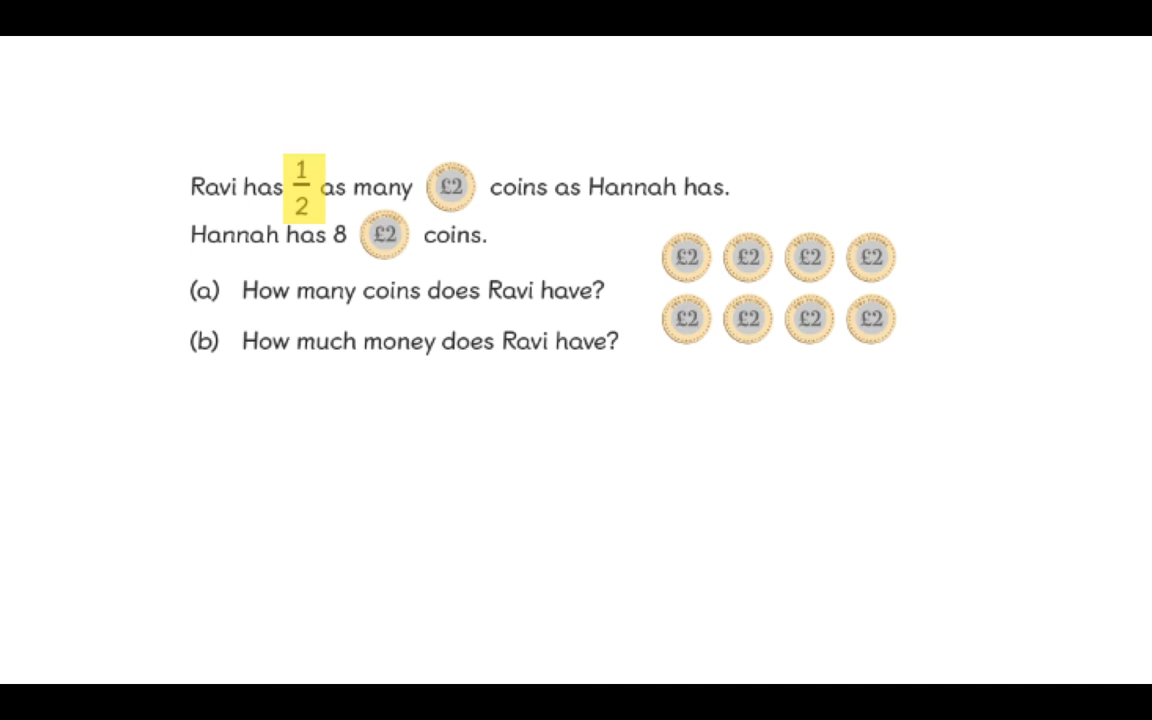 Ravi has 1/2 as many £2 coins as Hannah has.
Hannah has 8 £2 coins.
£2 £2 £2 £2
£2 £2 £2 £2
(a) How many coins does Ravi have?
(b) How much money does Ravi have?